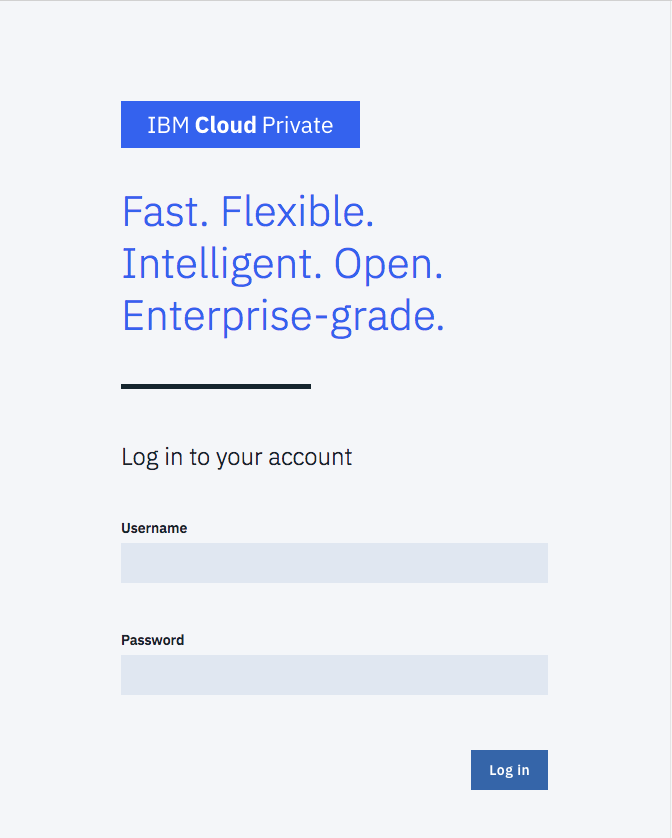 IBM Cloud Private
Fast. Flexible.
Intelligent. Open.
Enterprise-grade.
Log in to your account
Username
Password
Log in